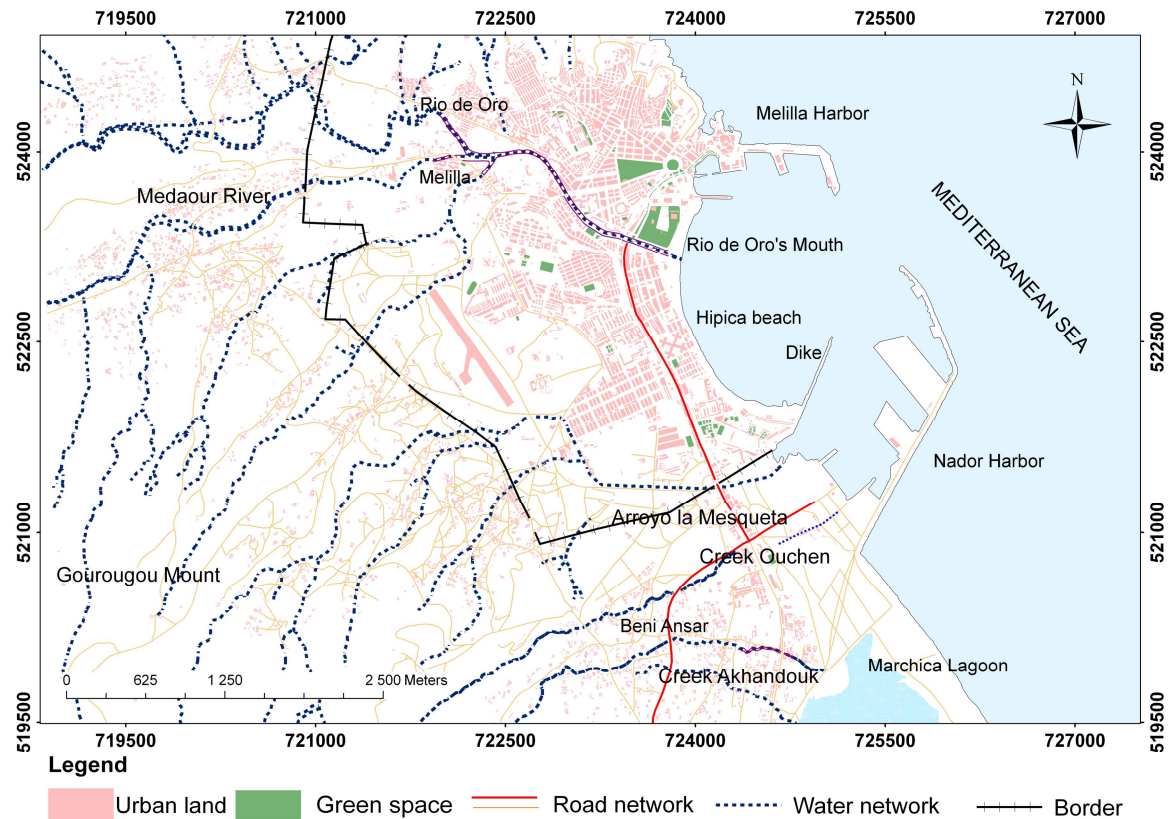 719500 721000 722500 724000 725500 727000
Rio de Oro
Melilla Harbor
N
524000
524000
Melilla
Medaour River
MEDITERRANEAN SEA
Rio de Oro's Mouth
Hipica beach
522500
522500
Dike
Nador Harbor
Arroyo la Mesqueta
521000
521000
Creek Ouchen
Gourougou Mount
Beni Ansar
Marchica Lagoon
Creek Akhandouk
0 625 1 250 2 500 Meters
519500
519500
719500 721000 722500 724000 725500 727000
Legend
Urban land Green space Road network Water network Border